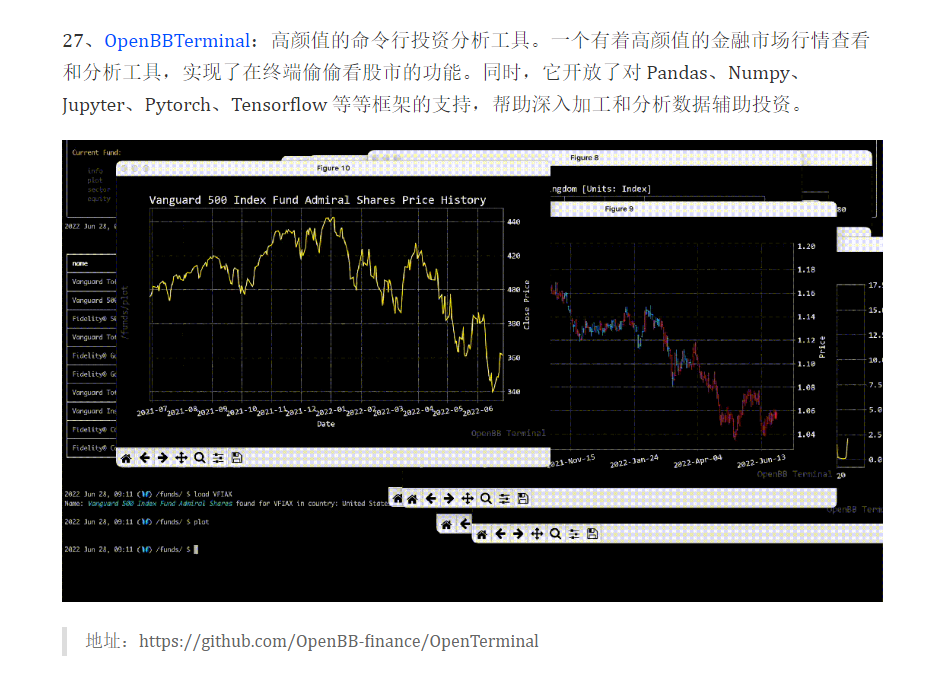 27、OpenBBTerminal：高颜值的命令行投资分析工具。一个有着高颜值的金融市场行情查看
和分析工具，实现了在终端偷偷看股市的功能。同时，它开放了对 Pandas、Numpy、
Jupyter、Pytorch、Tensorflow 等等框架的支持，帮助深入加工和分析数据辅助投资。
Current Fund:
info
plot
sector
equity
2022 Jun 28,
name
Vanguard Tot
Vanguard 500
Fidelity® 50
Vanguard Tot
Fidelity® Go
Fidelity® Go
Vanguard Tot
Vanguard Ins
Fidelity® C
Fidelity® C
Figure 10
Vanguard 500 Index Fund Admiral Shares Price History
/funds/plot
440
420
400
380
360
340
Close Price
2021-07 2021-08 2021-09 2021-10 2021-11 2021-12 2022-01 2022-02 2022-03 2022-04 2022-05 2022-06
Date
OpenBB Terminal
Figure 8
ngdom [Units: Index]
Figure 9
1.20
1.18
1.16
1.14
1.12
1.10
1.08
1.06
1.04
Price
021-Nov-15 2022-Jan-24 2022-Apr-04 2022-Jun-13
OpenBB Terminal
17.5
15.0
12.5
10.0
7.5
5.0
2.5
0.0
20
OpenBB Term
2022 Jun 28, 09:11 (🦋) /funds/ $ load VFIAX
Name: Vanguard 500 Index Fund Admiral Shares found for VFIAX in country: United State
2022 Jun 28, 09:11 (🦋) /funds/ $ plot
2022 Jun 28, 09:11 (🦋) /funds/ $
地址：https://github.com/OpenBB-finance/OpenTerminal